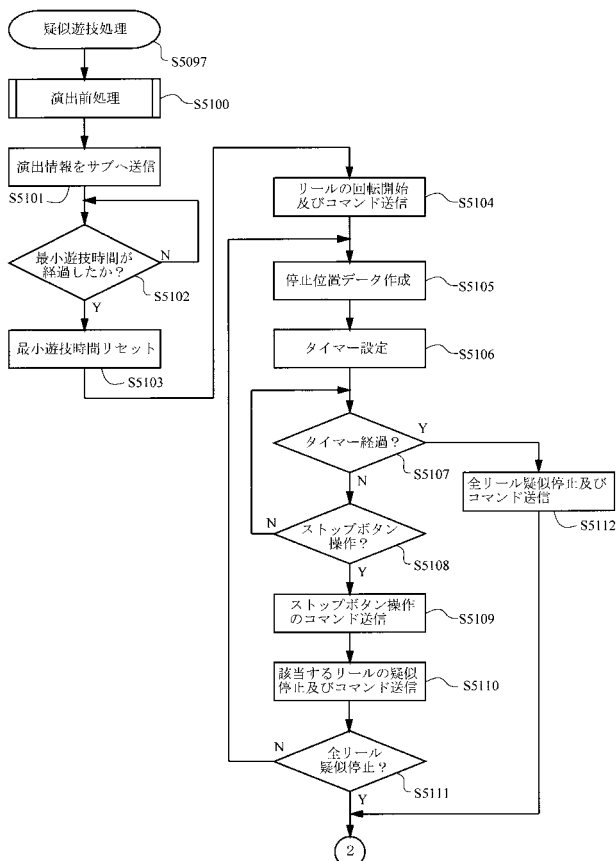 疑似遊技処理
S5097
演出前処理
S5100
演出情報をサブへ送信
S5101
最小遊技時間が
経過したか？
N
S5102
Y
最小遊技時間リセット
S5103
リールの回転開始
及びコマンド送信
S5104
停止位置データ作成
S5105
タイマー設定
S5106
タイマー経過？
Y
S5107
N
全リール疑似停止及び
コマンド送信
S5112
ストップボタン
操作？
N
S5108
Y
ストップボタン操作
のコマンド送信
S5109
該当するリールの疑似
停止及びコマンド送信
S5110
全リール
疑似停止？
N
S5111
Y
2